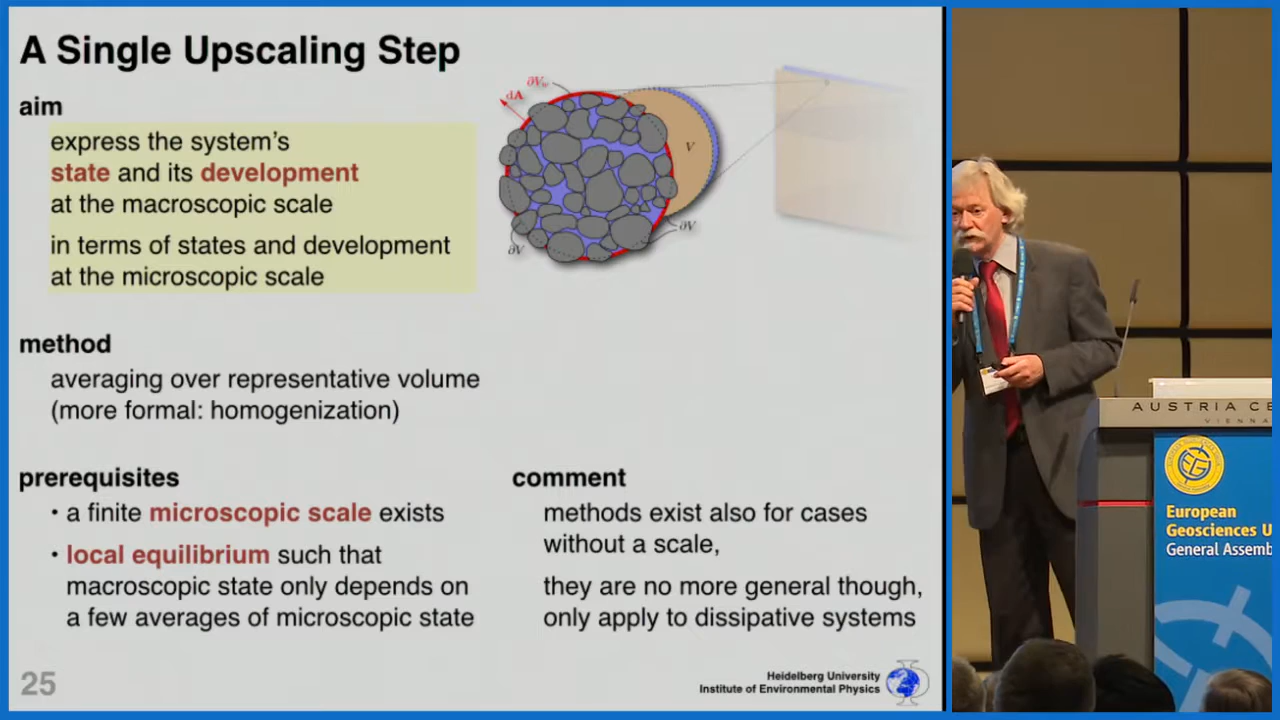 A Single Upscaling Step
aim
express the system's
state and its development
at the macroscopic scale
in terms of states and development
at the microscopic scale
∂V_w
dA
V
∂V
∂V
method
averaging over representative volume
(more formal: homogenization)
prerequisites
• a finite microscopic scale exists
• local equilibrium such that
macroscopic state only depends on
a few averages of microscopic state
comment
methods exist also for cases
without a scale,
they are no more general though,
only apply to dissipative systems
25
Heidelberg University
Institute of Environmental Physics
AUSTRIA CE
VIENNA
European
Geosciences U
General Assemb